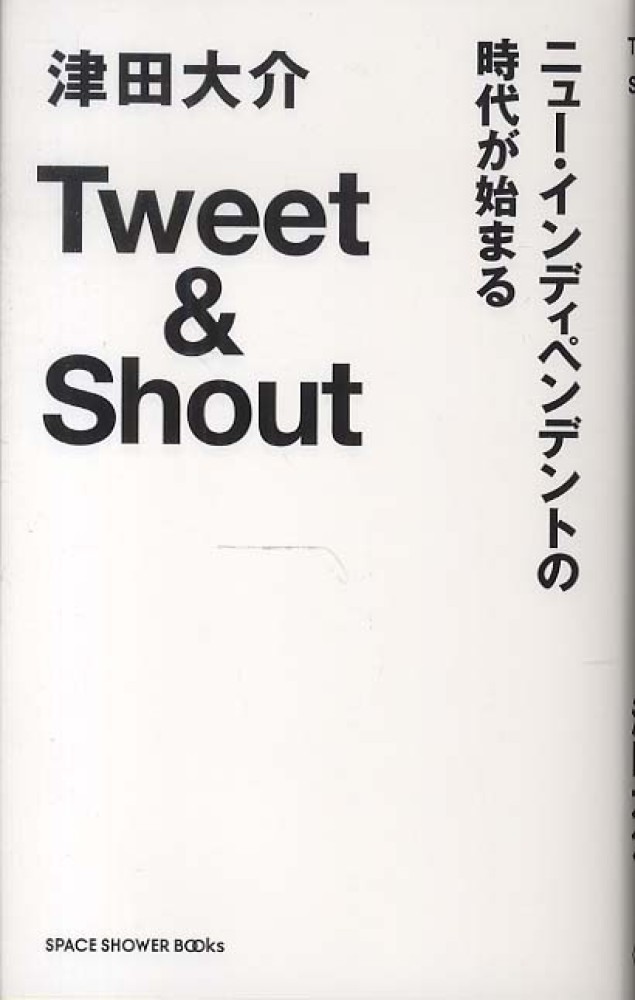 津田大介
Tweet
&
Shout
ニュー・インディペンデントの
時代が始まる
SPACE SHOWER BOOks